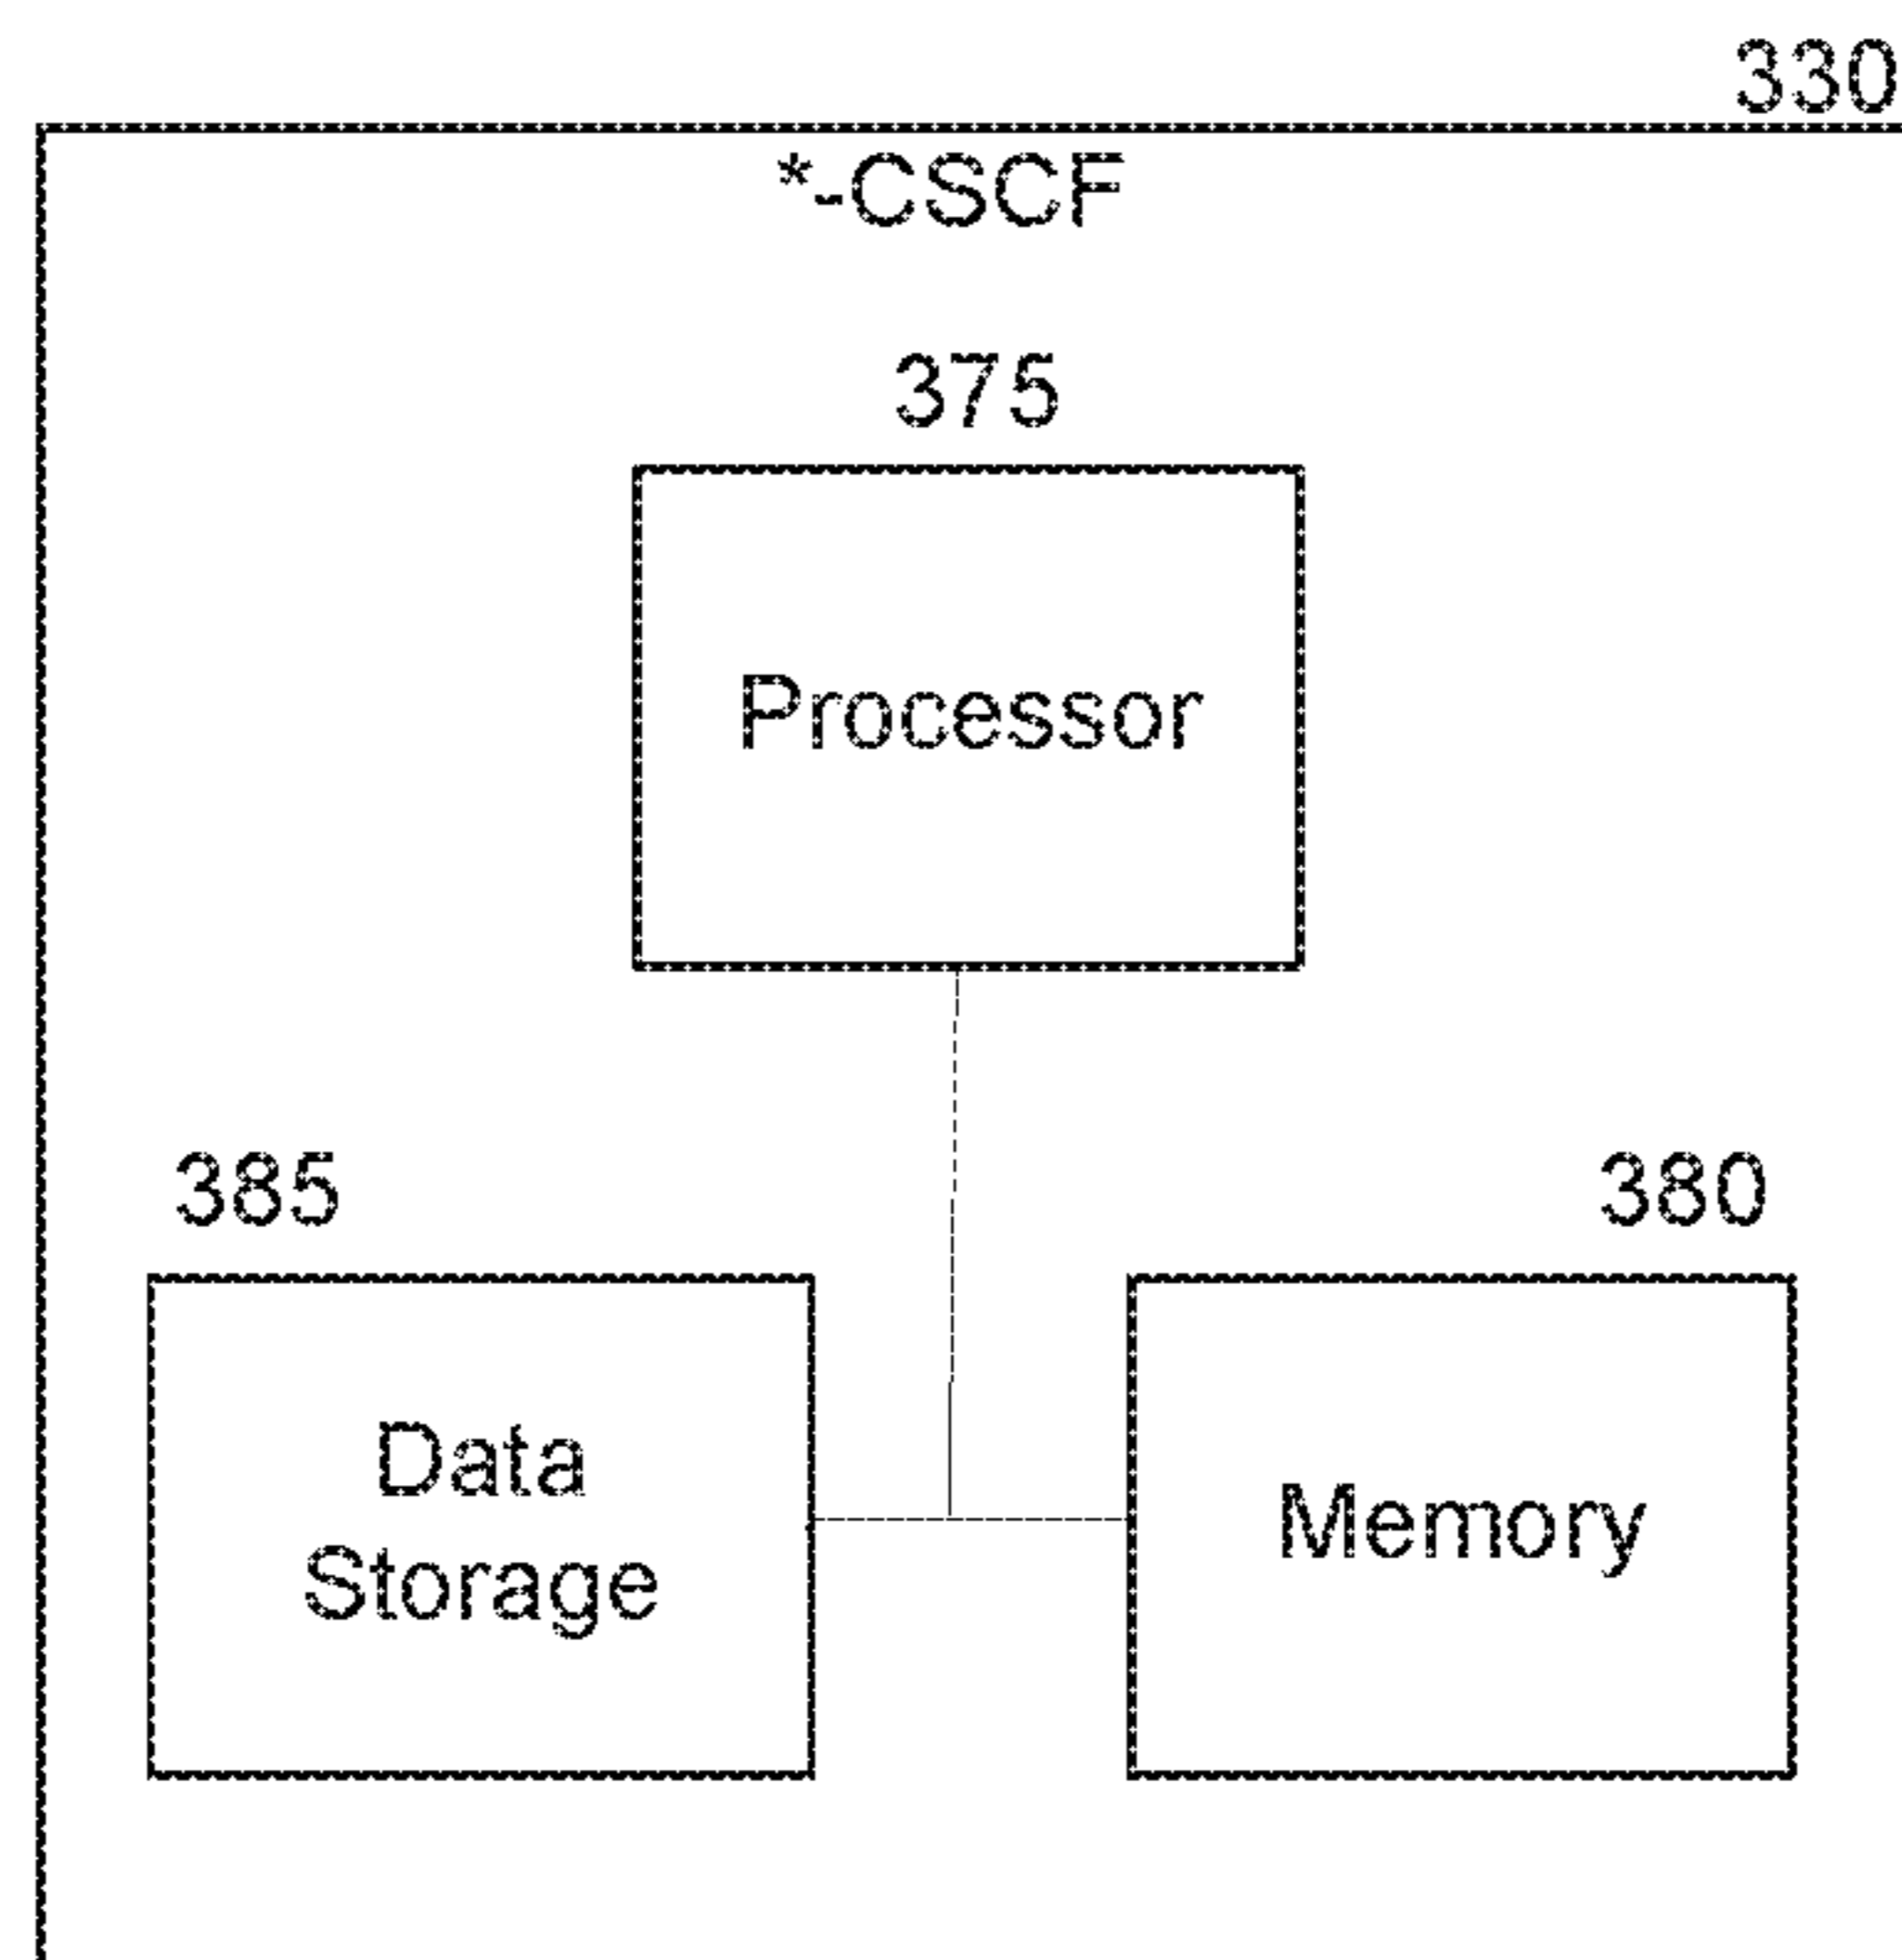 330
*-CSCF
375
Processor
385
380
Data
Storage
Memory